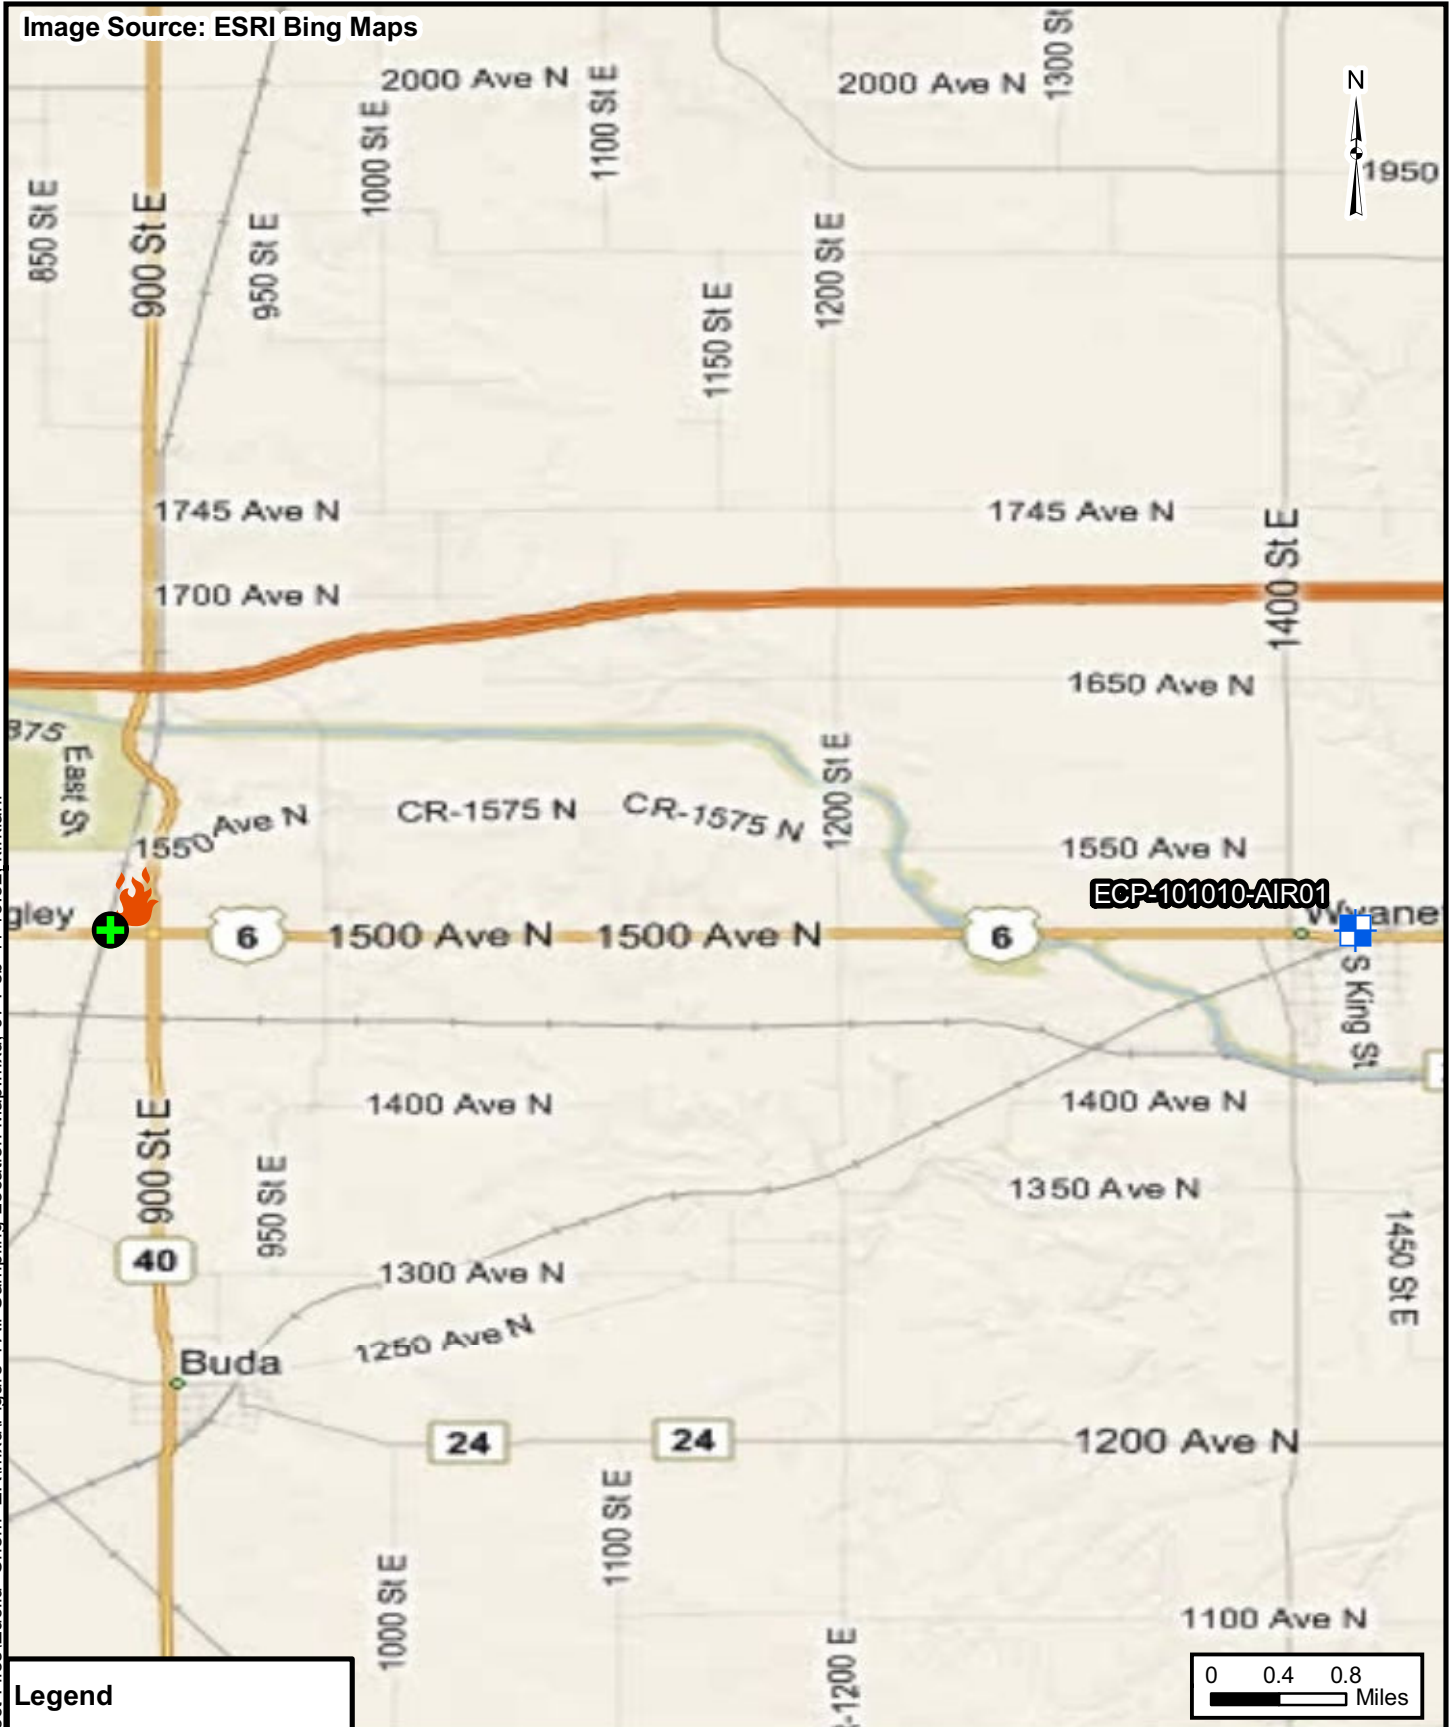 Image Source: ESRI Bing Maps
2000 Ave N
2000 Ave N
1300 St
N
1100 St E
1000 St E
1950
850 St E
900 St E
950 St E
1200 St E
1150 St E
1745 Ave N
1745 Ave N
1400 St E
1700 Ave N
1650 Ave N
375
East St
1200 St E
CR-1575 N
CR-1575 N
1550 Ave N
1550 Ave N
ECP-101010-AIR01
gley
6
1500 Ave N
1500 Ave N
6
Wyanet
S King St
900 St E
1400 Ave N
1400 Ave N
950 St E
1350 Ave N
1450 St E
40
1300 Ave N
1250 Ave N
Buda
24
24
1200 Ave N
1100 St E
1000 St E
1100 Ave N
-1200 E
0 0.4 0.8
Miles
Legend